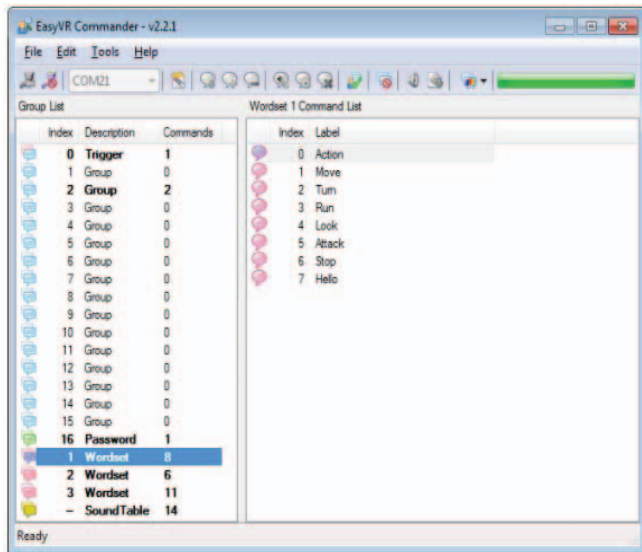 EasyVR Commander - v2.2.1
File Edit Tools Help
COM21
Group List
Index Description Commands
0 Trigger 1
1 Group 0
2 Group 2
3 Group 0
4 Group 0
5 Group 0
6 Group 0
7 Group 0
8 Group 0
9 Group 0
10 Group 0
11 Group 0
12 Group 0
13 Group 0
14 Group 0
15 Group 0
16 Password 1
1 Wordset 8
2 Wordset 6
3 Wordset 11
– SoundTable 14
Wordset 1 Command List
Index Label
0 Action
1 Move
2 Turn
3 Run
4 Look
5 Attack
6 Stop
7 Hello
Ready